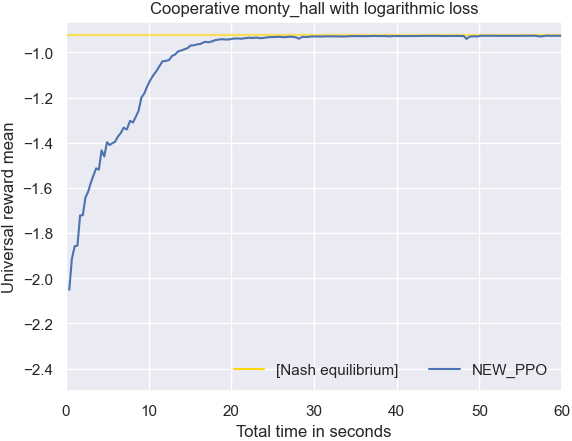 Cooperative monty_hall with logarithmic loss
Universal reward mean
−1.0
−1.2
−1.4
−1.6
−1.8
−2.0
−2.2
−2.4
[Nash equilibrium]
NEW_PPO
0 10 20 30 40 50 60
Total time in seconds